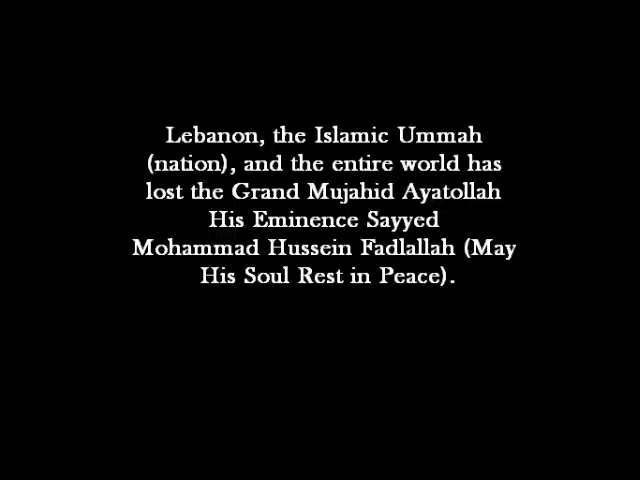 Lebanon, the Islamic Ummah
(nation), and the entire world has
lost the Grand Mujahid Ayatollah
His Eminence Sayyed
Mohammad Hussein Fadlallah (May
His Soul Rest in Peace).